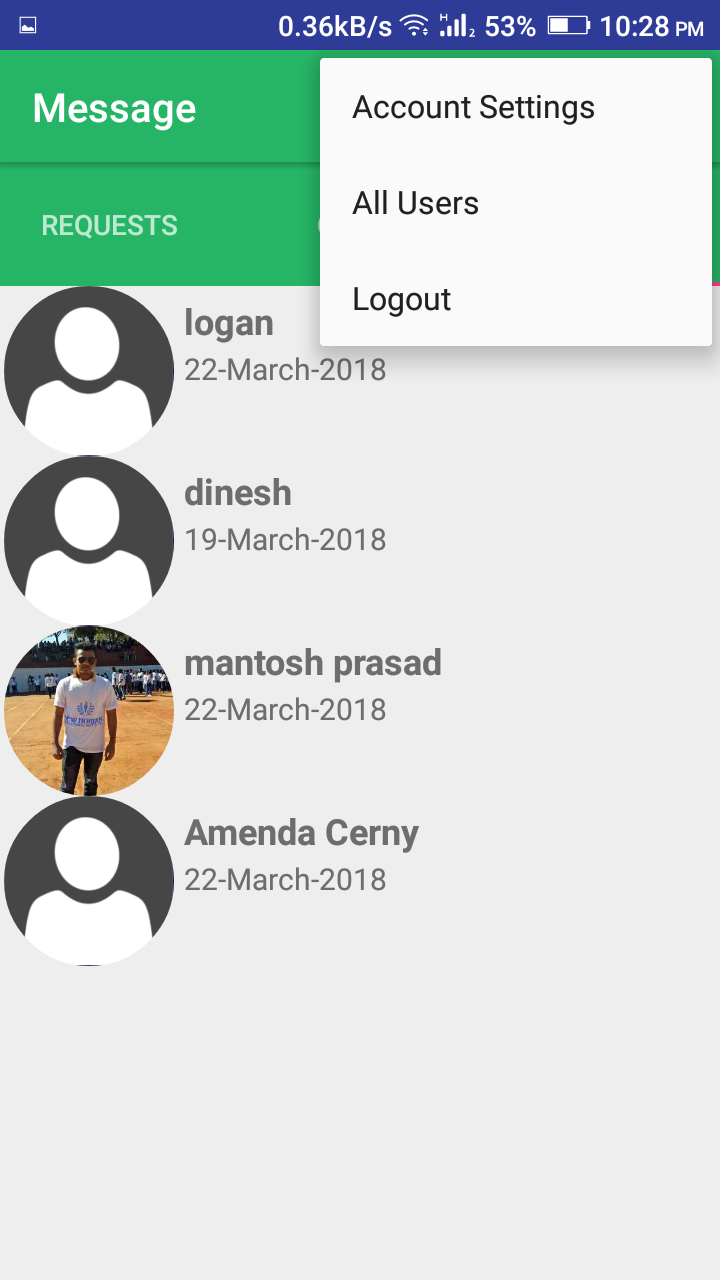 0.36kB/s 53% 10:28 PM
Message
Account Settings
All Users
Logout
REQUESTS
logan
22-March-2018
dinesh
19-March-2018
mantosh prasad
22-March-2018
Amenda Cerny
22-March-2018